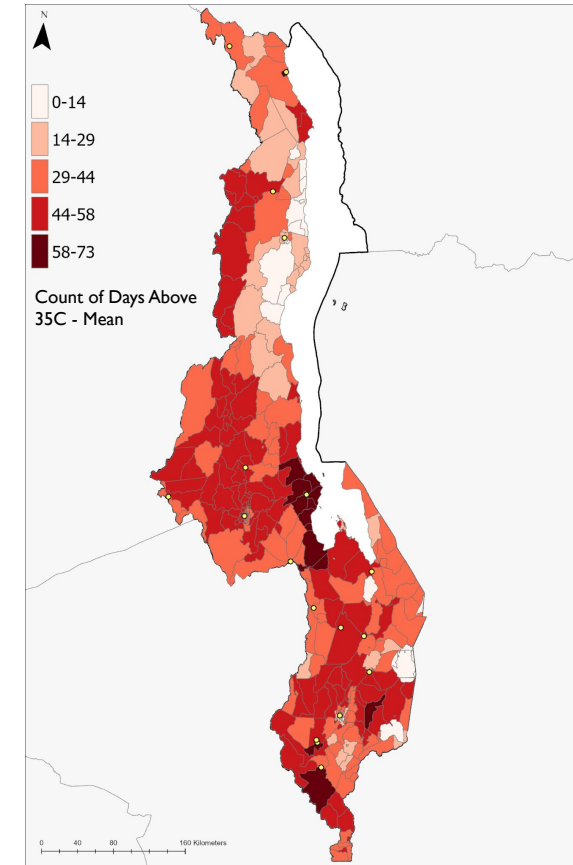 N
0-14
14-29
29-44
44-58
58-73
Count of Days Above
35C - Mean
0 40 80 160 Kilometers